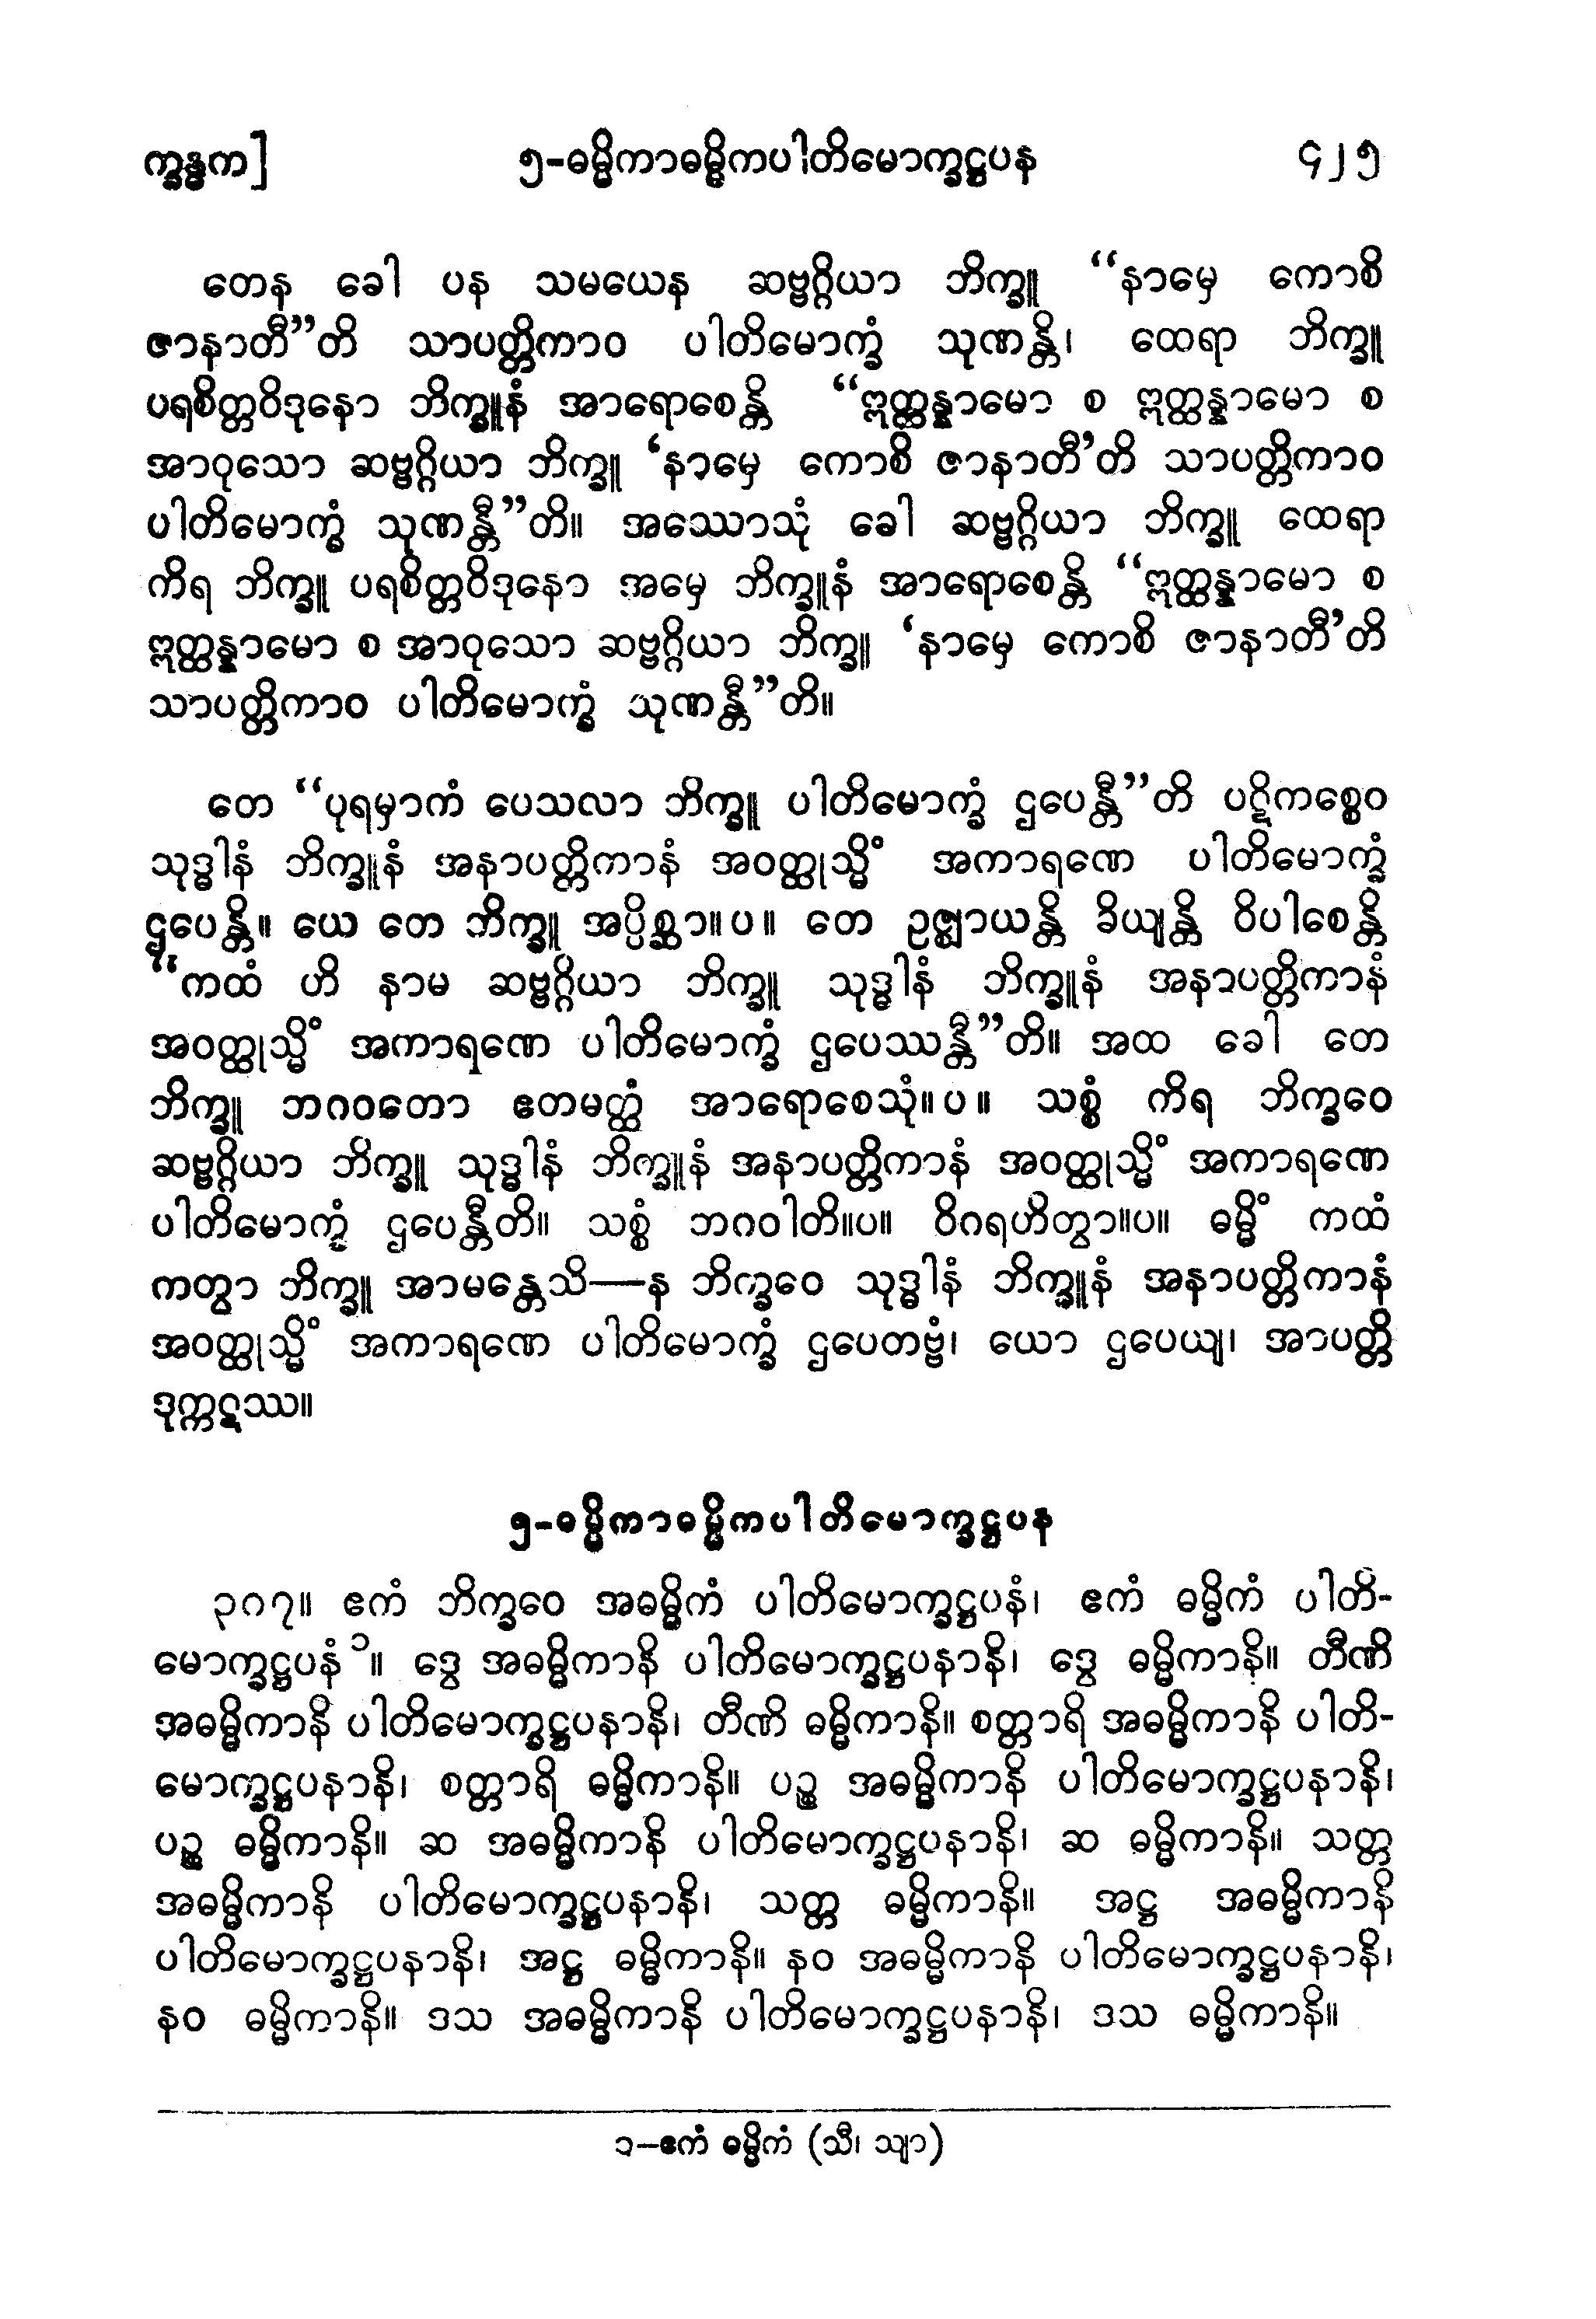 က္ခန္ဓက] ၅-ဓမ္မိကာဓမ္မိကပါတိမောက္ခဋ္ဌပန ၄၂၅
တေန ခေါ ပန သမယေန ဆဗ္ဗဂ္ဂိယာ ဘိက္ခူ “နာမှေ ကောစိ
ဇာနာတီ”တိ သာပတ္တိကာဝ ပါတိမောက္ခံ သုဏန္တိ၊ ထေရာ ဘိက္ခူ
ပရစိတ္တဝိဒုနော ဘိက္ခူနံ အာရောစေန္တိ “ဣတ္ထန္နာမော စ ဣတ္ထန္နာမော စ
အာဝုသော ဆဗ္ဗဂ္ဂိယာ ဘိက္ခူ ‘နာမှေ ကောစိ ဇာနာတီ’တိ သာပတ္တိကာဝ
ပါတိမောက္ခံ သုဏန္တီ”တိ။ အဿောသုံ ခေါ ဆဗ္ဗဂ္ဂိယာ ဘိက္ခူ ထေရာ
ကိရ ဘိက္ခူ ပရစိတ္တဝိဒုနော အမှေ ဘိက္ခူနံ အာရောစေန္တိ “ဣတ္ထန္နာမော စ
ဣတ္ထန္နာမော စ အာဝုသော ဆဗ္ဗဂ္ဂိယာ ဘိက္ခူ ‘နာမှေ ကောစိ ဇာနာတီ’တိ
သာပတ္တိကာဝ ပါတိမောက္ခံ သုဏန္တီ”တိ။
တေ “ပုရမှာကံ ပေသလာ ဘိက္ခူ ပါတိမောက္ခံ ဌပေန္တီ”တိ ပဋိကစ္စေဝ
သုဒ္ဓါနံ ဘိက္ခူနံ အနာပတ္တိကာနံ အဝတ္ထုသ္မိံ အကာရဏေ ပါတိမောက္ခံ
ဌပေန္တိ။ ယေ တေ ဘိက္ခူ အပ္ပိစ္ဆာ။ပ။ တေ ဥဇ္ဈာယန္တိ ခိယျန္တိ ဝိပါစေန္တိ
“ကထံ ဟိ နာမ ဆဗ္ဗဂ္ဂိယာ ဘိက္ခူ သုဒ္ဓါနံ ဘိက္ခူနံ အနာပတ္တိကာနံ
အဝတ္ထုသ္မိံ အကာရဏေ ပါတိမောက္ခံ ဌပေဿန္တီ”တိ။ အထ ခေါ တေ
ဘိက္ခူ ဘဂဝတော ဧတမတ္ထံ အာရောစေသုံ။ပ။ သစ္စံ ကိရ ဘိက္ခဝေ
ဆဗ္ဗဂ္ဂိယာ ဘိက္ခူ သုဒ္ဓါနံ ဘိက္ခူနံ အနာပတ္တိကာနံ အဝတ္ထုသ္မိံ အကာရဏေ
ပါတိမောက္ခံ ဌပေန္တီတိ။ သစ္စံ ဘဂဝါတိ။ပ။ ဝိဂရဟိတွာ။ပ။ ဓမ္မိံ ကထံ
ကတွာ ဘိက္ခူ အာမန္တေသိ—န ဘိက္ခဝေ သုဒ္ဓါနံ ဘိက္ခူနံ အနာပတ္တိကာနံ
အဝတ္ထုသ္မိံ အကာရဏေ ပါတိမောက္ခံ ဌပေတဗ္ဗံ၊ ယော ဌပေယျ၊ အာပတ္တိ
ဒုက္ကဋဿ။
၅-ဓမ္မိကာဓမ္မိကပါတိမောက္ခဋ္ဌပန
၃၈၇။ ဧကံ ဘိက္ခဝေ အဓမ္မိကံ ပါတိမောက္ခဋ္ဌပနံ၊ ဧကံ ဓမ္မိကံ ပါတိ-
မောက္ခဋ္ဌပနံ၁။ ဒွေ အဓမ္မိကာနိ ပါတိမောက္ခဋ္ဌပနာနိ၊ ဒွေ ဓမ္မိကာနိ။ တီဏိ
အဓမ္မိကာနိ ပါတိမောက္ခဋ္ဌပနာနိ၊ တီဏိ ဓမ္မိကာနိ။ စတ္တာရိ အဓမ္မိကာနိ ပါတိ-
မောက္ခဋ္ဌပနာနိ၊ စတ္တာရိ ဓမ္မိကာနိ။ ပဉ္စ အဓမ္မိကာနိ ပါတိမောက္ခဋ္ဌပနာနိ၊
ပဉ္စ ဓမ္မိကာနိ။ ဆ အဓမ္မိကာနိ ပါတိမောက္ခဋ္ဌပနာနိ၊ ဆ ဓမ္မိကာနိ။ သတ္တ
အဓမ္မိကာနိ ပါတိမောက္ခဋ္ဌပနာနိ၊ သတ္တ ဓမ္မိကာနိ။ အဋ္ဌ အဓမ္မိကာနိ
ပါတိမောက္ခဋ္ဌပနာနိ၊ အဋ္ဌ ဓမ္မိကာနိ။ နဝ အဓမ္မိကာနိ ပါတိမောက္ခဋ္ဌပနာနိ၊
နဝ ဓမ္မိကာနိ။ ဒသ အဓမ္မိကာနိ ပါတိမောက္ခဋ္ဌပနာနိ၊ ဒသ ဓမ္မိကာနိ။
၁–ဧကံ ဓမ္မိကံ (သီ၊ သျာ)